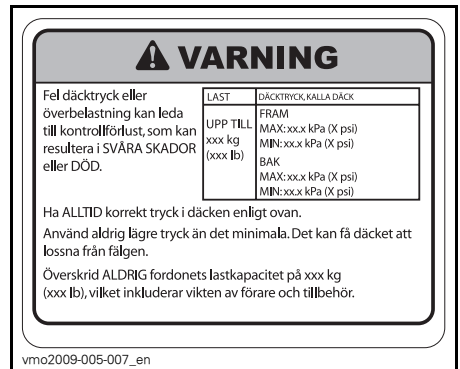 VARNING
Fel däcktryck eller
överbelastning kan leda
till kontrollförlust, som kan
resultera i SVÅRA SKADOR
eller DÖD.
LAST
DÄCKTRYCK, KALLA DÄCK
UPP TILL
xxx kg
(xxx lb)
FRAM
MAX: xx.x kPa (X psi)
MIN: xx.x kPa (X psi)
BAK
MAX: xx.x kPa (X psi)
MIN: xx.x kPa (X psi)
Ha ALLTID korrekt tryck i däcken enligt ovan.
Använd aldrig lägre tryck än det minimala. Det kan få däcket att
lossna från fälgen.
Överskrid ALDRIG fordonets lastkapacitet på xxx kg
(xxx lb), vilket inkluderar vikten av förare och tillbehör.
vmo2009-005-007_en